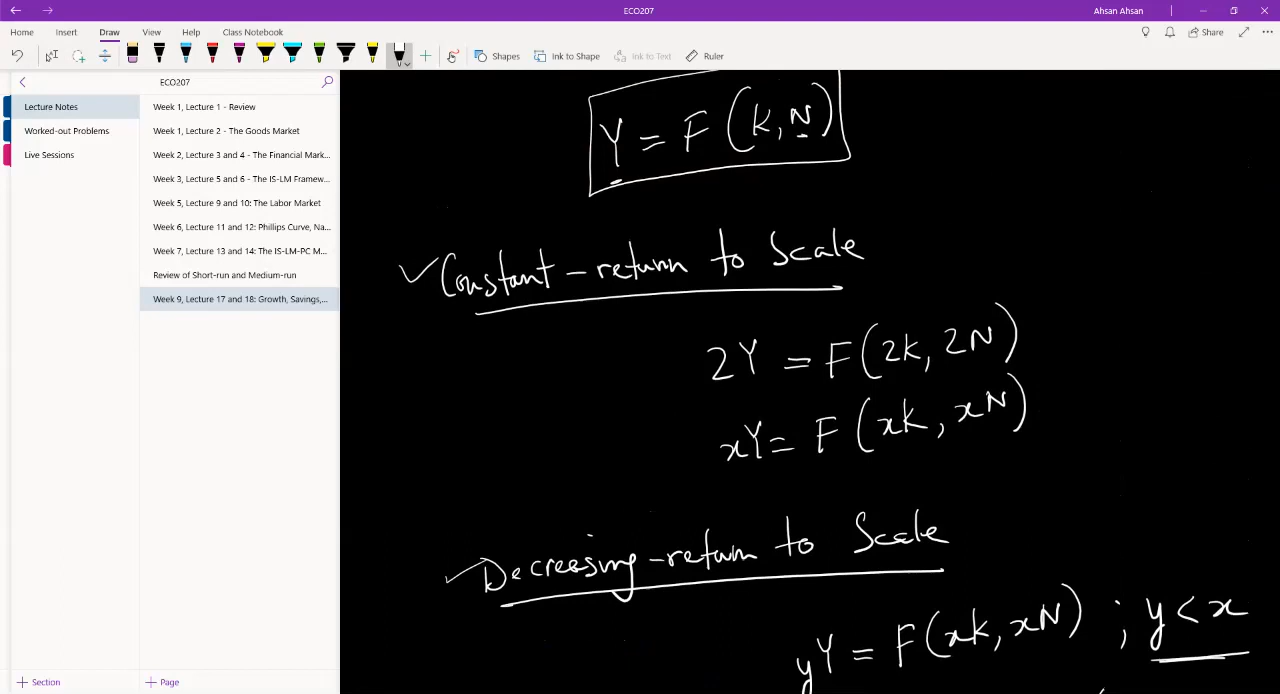 ECO207
Ahsan Ahsan
Home Insert Draw View Help Class Notebook
Share
Shapes Ink to Shape Ink to Text Ruler
ECO207
Lecture Notes
Worked-out Problems
Live Sessions
Week 1, Lecture 1 - Review
Week 1, Lecture 2 - The Goods Market
Week 2, Lecture 3 and 4 - The Financial Mark...
Week 3, Lecture 5 and 6 - The IS-LM Framew...
Week 5, Lecture 9 and 10: The Labor Market
Week 6, Lecture 11 and 12: Phillips Curve, Na...
Week 7, Lecture 13 and 14: The IS-LM-PC M...
Review of Short-run and Medium-run
Week 9, Lecture 17 and 18: Growth, Savings,...
+ Section
+ Page
Y = F(K, N)
✓Constant-return to Scale
2Y = F(2K, 2N)
xY = F(xK, xN)
✓Decreasing-return to Scale
yY = F(xK, xN) ; y < x